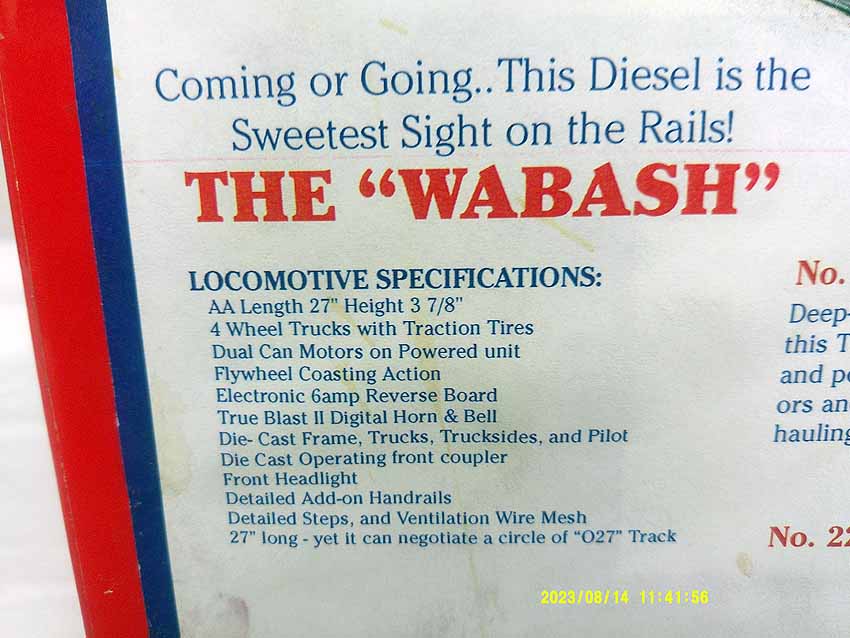 Coming or Going..This Diesel is the
Sweetest Sight on the Rails!
THE “WABASH”
LOCOMOTIVE SPECIFICATIONS:
AA Length 27" Height 3 7/8"
4 Wheel Trucks with Traction Tires
Dual Can Motors on Powered unit
Flywheel Coasting Action
Electronic 6amp Reverse Board
True Blast II Digital Horn & Bell
Die- Cast Frame, Trucks, Trucksides, and Pilot
Die Cast Operating front coupler
Front Headlight
Detailed Add-on Handrails
Detailed Steps, and Ventilation Wire Mesh
27" long - yet it can negotiate a circle of “O27” Track
No.
Deep-
this
and
ors
hauling
No. 22
2023/08/14 11:41:56